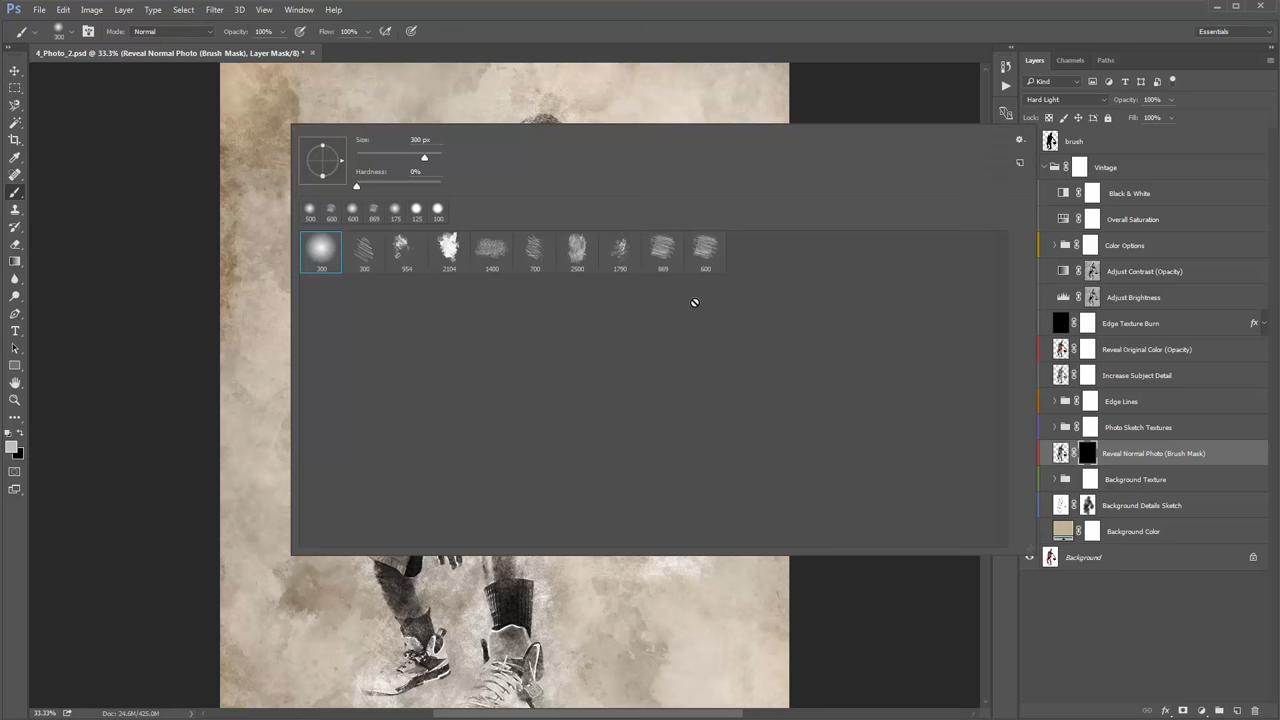 Ps File Edit Image Layer Type Select Filter 3D View Window Help
300 Mode: Normal Opacity: 100% Flow: 100% Essentials
4_Photo_2.psd @ 33.3% (Reveal Normal Photo (Brush Mask), Layer Mask/8) * ×
Layers Channels Paths
Kind
Hard Light Opacity: 100%
Locks: Fill: 100%
Size: 300 px
Hardness: 0%
500 600 600 869 175 125 100
300 300 954 2104 1400 700 2500 1790 869 600
brush
Vintage
Black & White
Overall Saturation
Color Options
Adjust Contrast (Opacity)
Adjust Brightness
Edge Texture Burn fx
Reveal Original Color (Opacity)
Increase Subject Detail
Edge Lines
Photo Sketch Textures
Reveal Normal Photo (Brush Mask)
Background Texture
Background Details Sketch
Background Color
Background
33.33% Doc: 24.6M/425.0M
fx